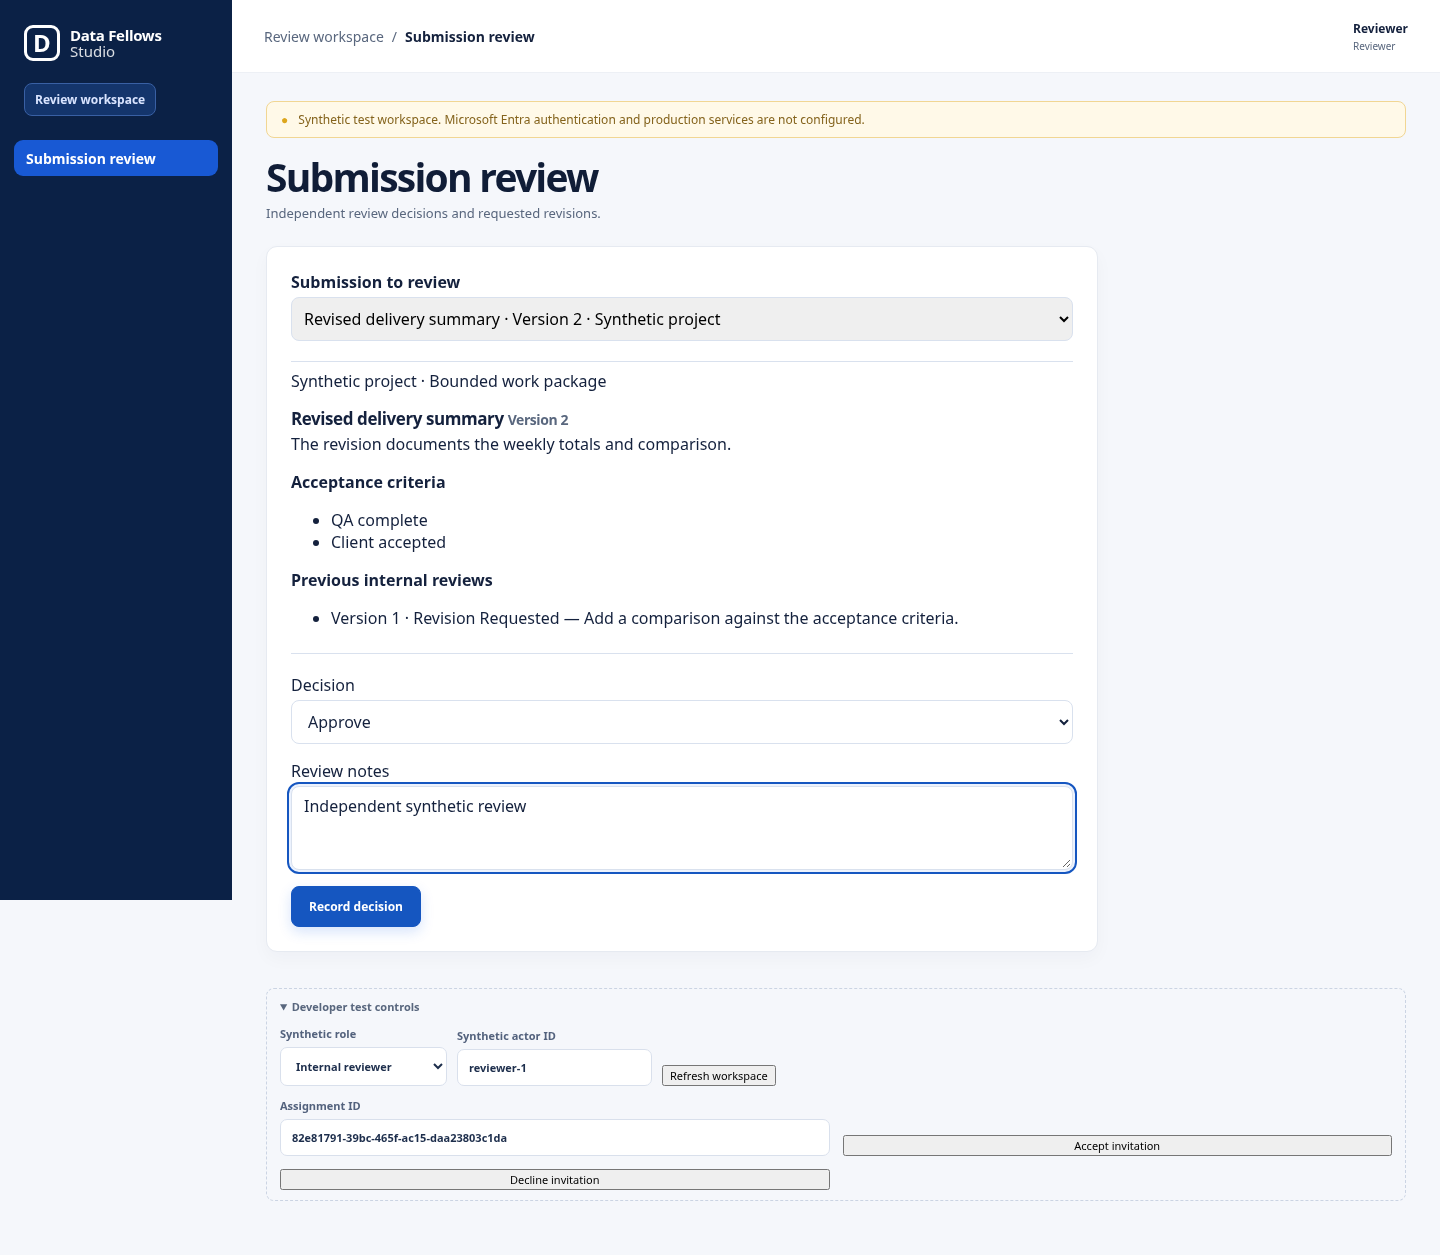 D
Data Fellows
Studio
Review workspace
Submission review
Review workspace / Submission review
Reviewer
Reviewer
Synthetic test workspace. Microsoft Entra authentication and production services are not configured.
Submission review
Independent review decisions and requested revisions.
Submission to review
Revised delivery summary · Version 2 · Synthetic project
Synthetic project · Bounded work package
Revised delivery summary Version 2
The revision documents the weekly totals and comparison.
Acceptance criteria
• QA complete
• Client accepted
Previous internal reviews
• Version 1 · Revision Requested — Add a comparison against the acceptance criteria.
Decision
Approve
Review notes
Independent synthetic review
Record decision
▼ Developer test controls
Synthetic role
Synthetic actor ID
Internal reviewer
reviewer-1
Refresh workspace
Assignment ID
82e81791-39bc-465f-ac15-daa23803c1da
Accept invitation
Decline invitation